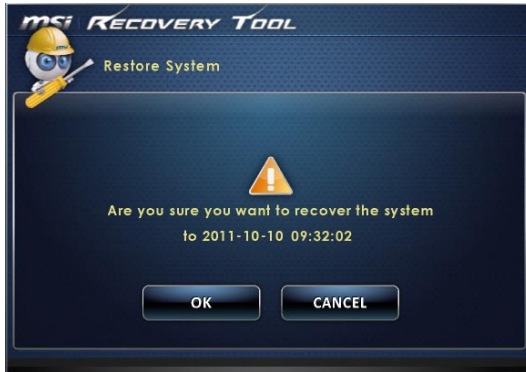 msi RECOVERY TOOL
Restore System
Are you sure you want to recover the system
to 2011-10-10 09:32:02
OK
CANCEL